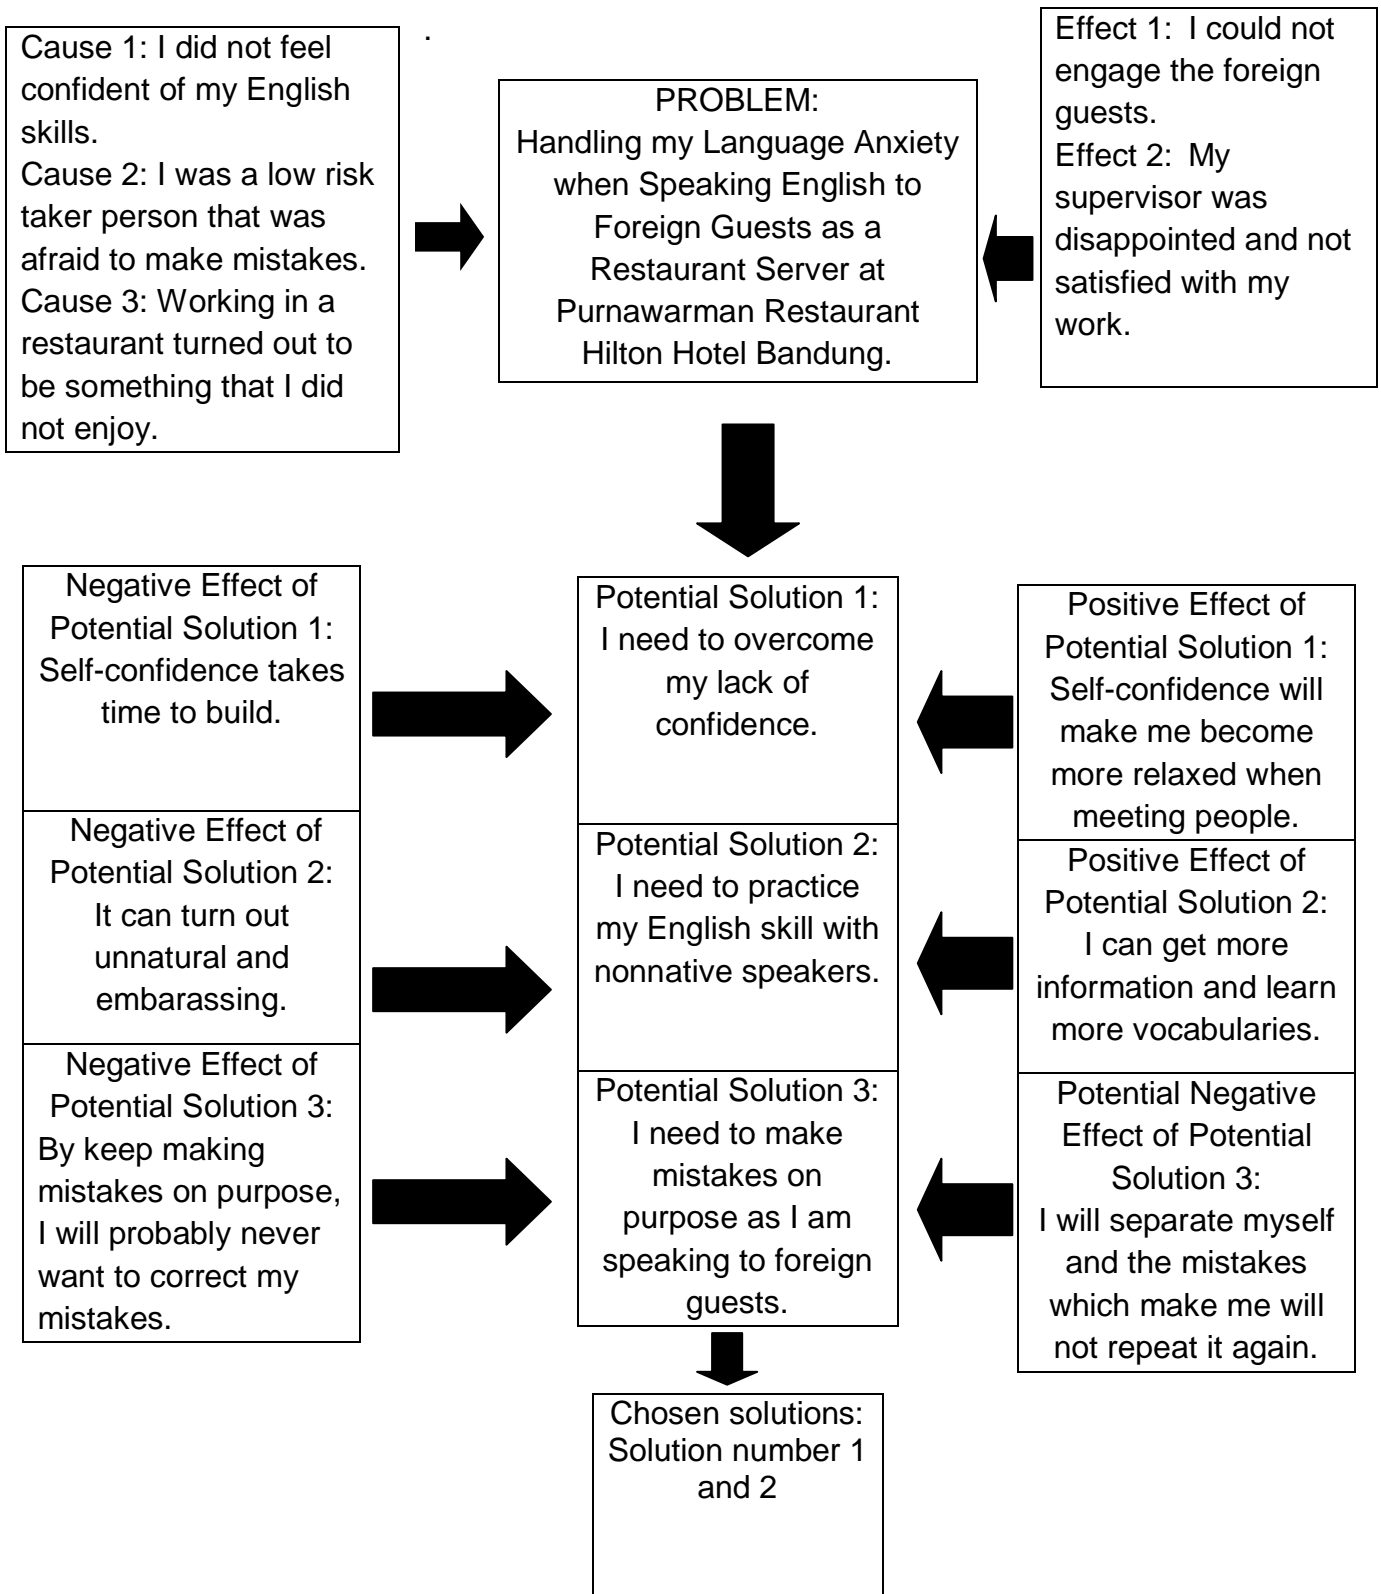 .
Cause 1: I did not feel
confident of my English
skills.
Cause 2: I was a low risk
taker person that was
afraid to make mistakes.
Cause 3: Working in a
restaurant turned out to
be something that I did
not enjoy.
PROBLEM:
Handling my Language Anxiety
when Speaking English to
Foreign Guests as a
Restaurant Server at
Purnawarman Restaurant
Hilton Hotel Bandung.
Effect 1:  I could not
engage the foreign
guests.
Effect 2:  My
supervisor was
disappointed and not
satisfied with my
work.
Negative Effect of
Potential Solution 1:
Self-confidence takes
time to build.
Potential Solution 1:
I need to overcome
my lack of
confidence.
Positive Effect of
Potential Solution 1:
Self-confidence will
make me become
more relaxed when
meeting people.
Negative Effect of
Potential Solution 2:
It can turn out
unnatural and
embarassing.
Potential Solution 2:
I need to practice
my English skill with
nonnative speakers.
Positive Effect of
Potential Solution 2:
I can get more
information and learn
more vocabularies.
Negative Effect of
Potential Solution 3:
By keep making
mistakes on purpose,
I will probably never
want to correct my
mistakes.
Potential Solution 3:
I need to make
mistakes on
purpose as I am
speaking to foreign
guests.
Potential Negative
Effect of Potential
Solution 3:
I will separate myself
and the mistakes
which make me will
not repeat it again.
Chosen solutions:
Solution number 1
and 2